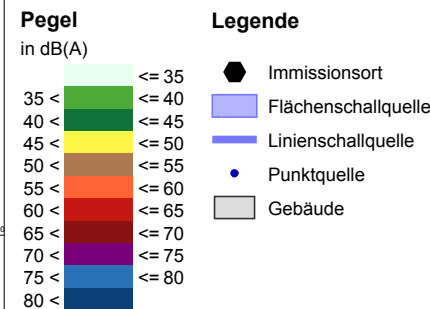 Pegel
in dB(A)
<= 35
35 < <= 40
40 < <= 45
45 < <= 50
50 < <= 55
55 < <= 60
60 < <= 65
65 < <= 70
70 < <= 75
75 < <= 80
80 <
Legende
Immissionsort
Flächenschallquelle
Linienschallquelle
Punktquelle
Gebäude